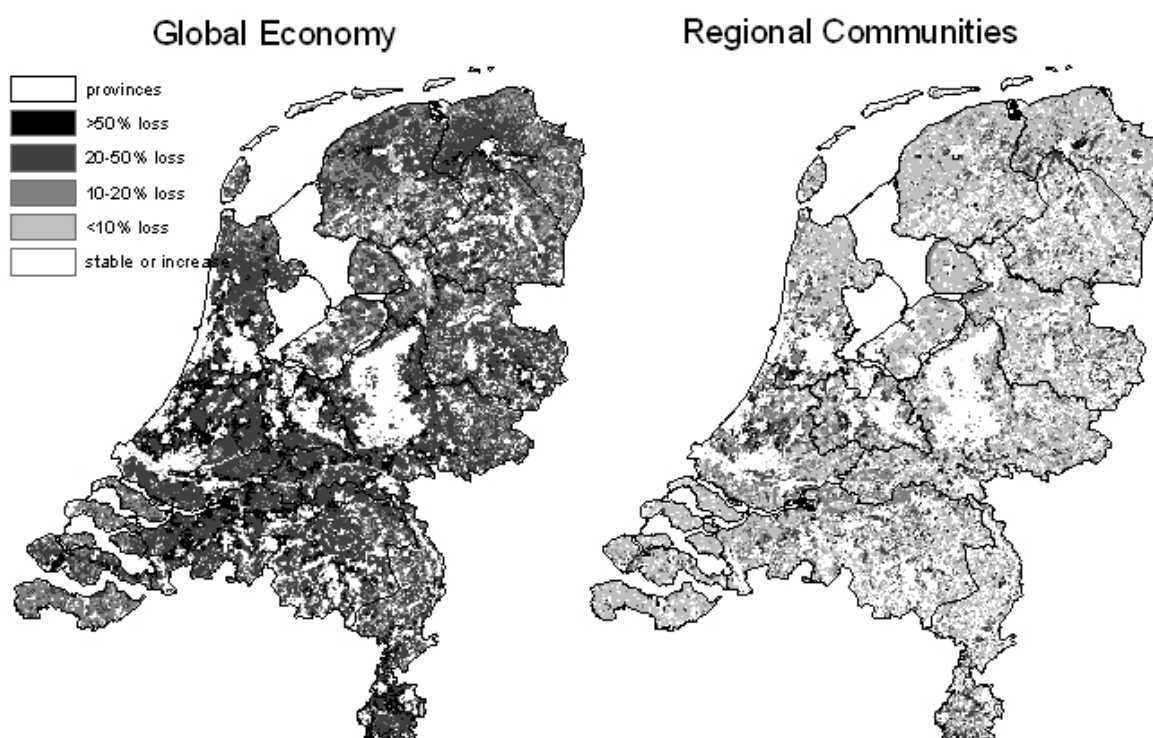 Global Economy
Regional Communities
provinces
>50% loss
20-50% loss
10-20% loss
<10% loss
stable or increase